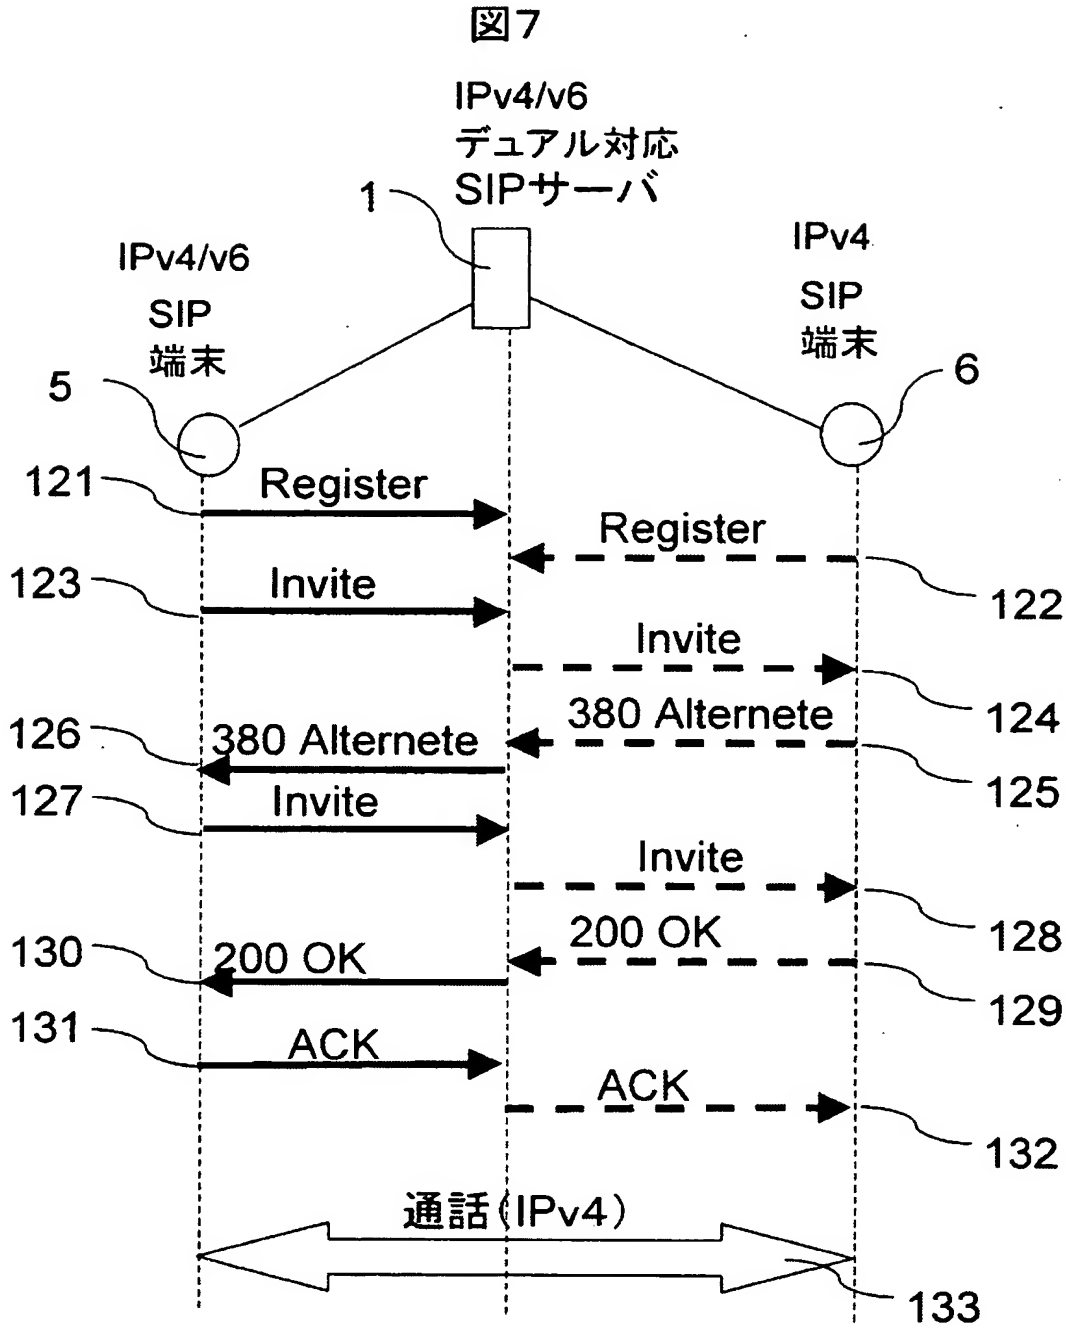 図7
IPv4/v6
デュアル対応
SIPサーバ
1
IPv4/v6
SIP
端末
5
IPv4
SIP
端末
6
121
Register
Register
122
123
Invite
Invite
124
380 Alternete
125
126
380 Alternete
127
Invite
Invite
128
200 OK
129
130
200 OK
131
ACK
ACK
132
通話(IPv4)
133